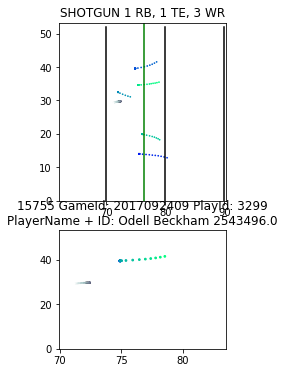 SHOTGUN 1 RB, 1 TE, 3 WR
50
40
30
20
10
0
70 80 90
15755 GameId: 2017092409 PlayId: 3299
PlayerName + ID: Odell Beckham 2543496.0
40
20
0
70 75 80